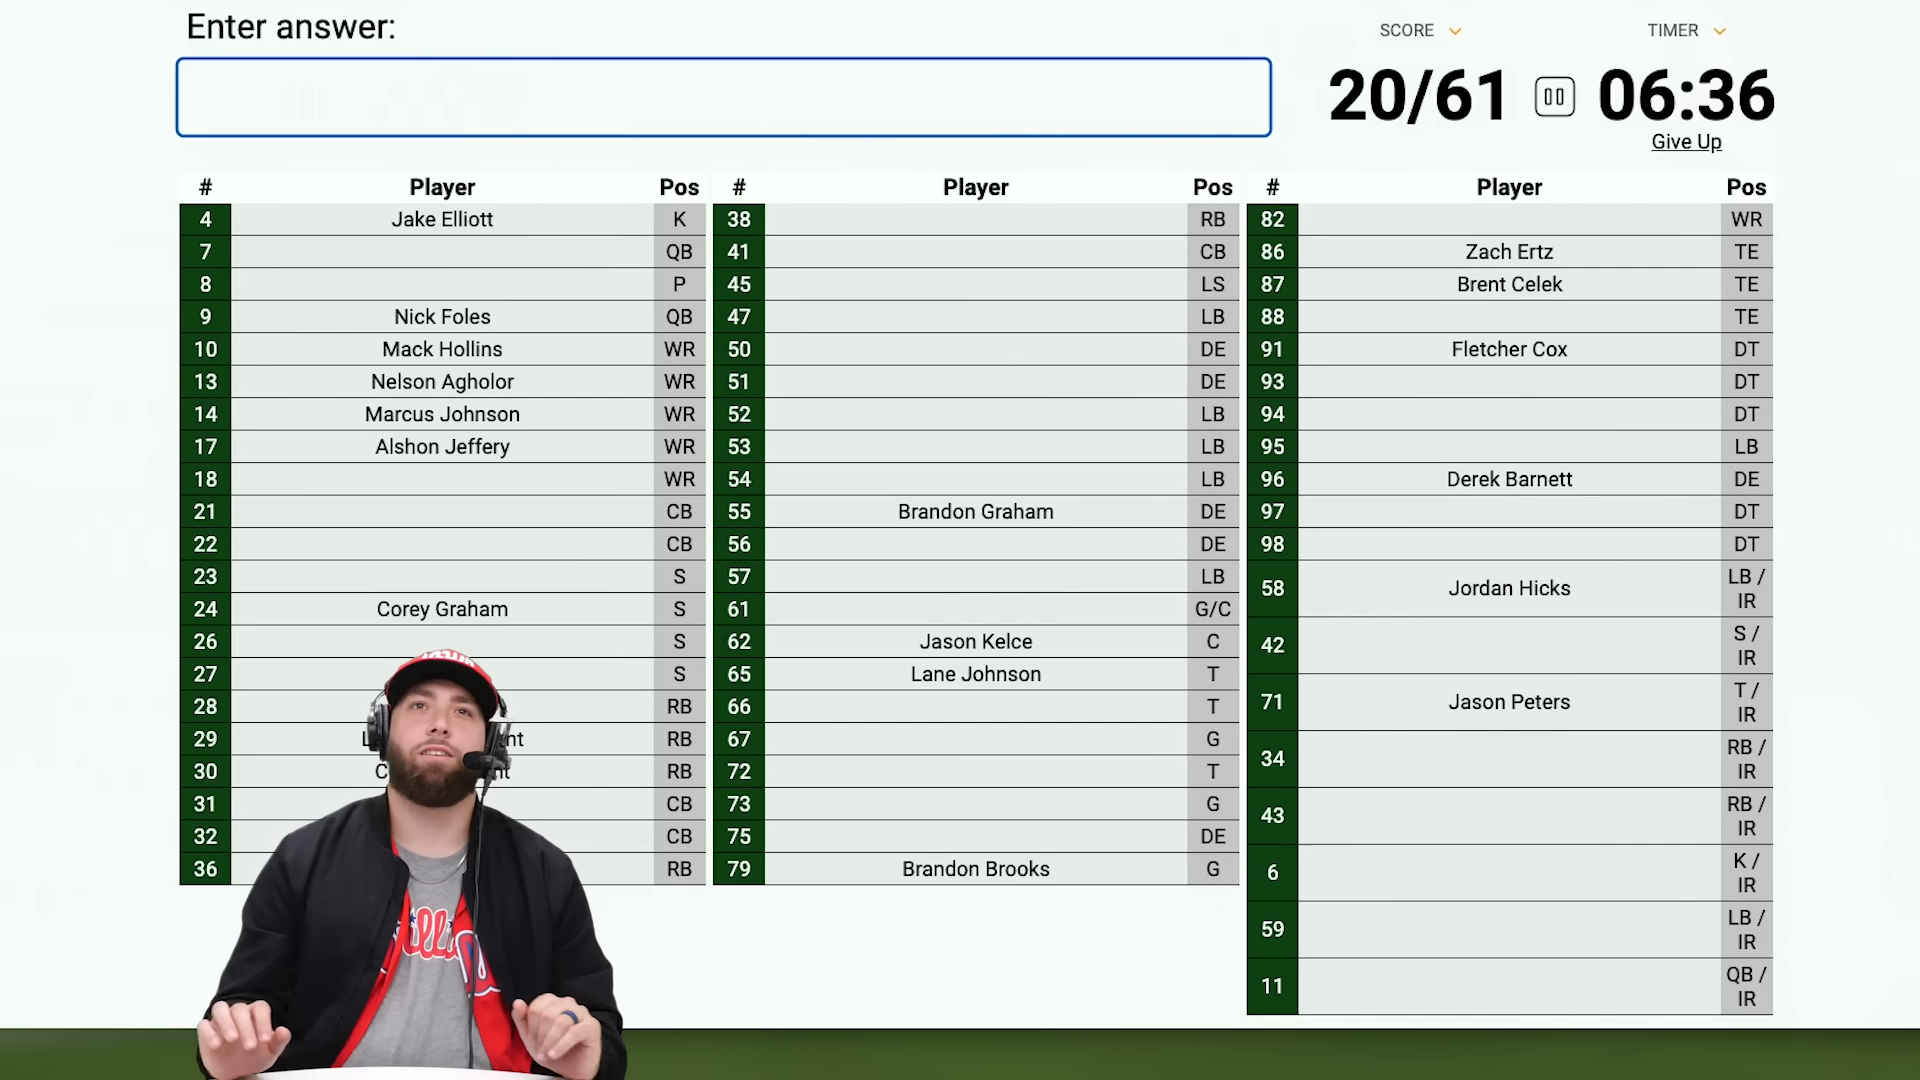 Enter answer:
SCORE
TIMER
20/61
06:36
Give Up
# Player Pos
4 Jake Elliott K
7 QB
8 P
9 Nick Foles QB
10 Mack Hollins WR
13 Nelson Agholor WR
14 Marcus Johnson WR
17 Alshon Jeffery WR
18 WR
21 CB
22 CB
23 S
24 Corey Graham S
26 S
27 S
28 RB
29 RB
30 RB
31 CB
32 CB
36 RB
# Player Pos
38 RB
41 CB
45 LS
47 LB
50 DE
51 DE
52 LB
53 LB
54 LB
55 Brandon Graham DE
56 DE
57 LB
61 G/C
62 Jason Kelce C
65 Lane Johnson T
66 T
67 G
72 T
73 G
75 DE
79 Brandon Brooks G
# Player Pos
82 WR
86 Zach Ertz TE
87 Brent Celek TE
88 TE
91 Fletcher Cox DT
93 DT
94 DT
95 LB
96 Derek Barnett DE
97 DT
98 DT
58 Jordan Hicks LB /
IR
42 S /
IR
71 Jason Peters T /
IR
34 RB /
IR
43 RB /
IR
6 K /
IR
59 LB /
IR
11 QB /
IR